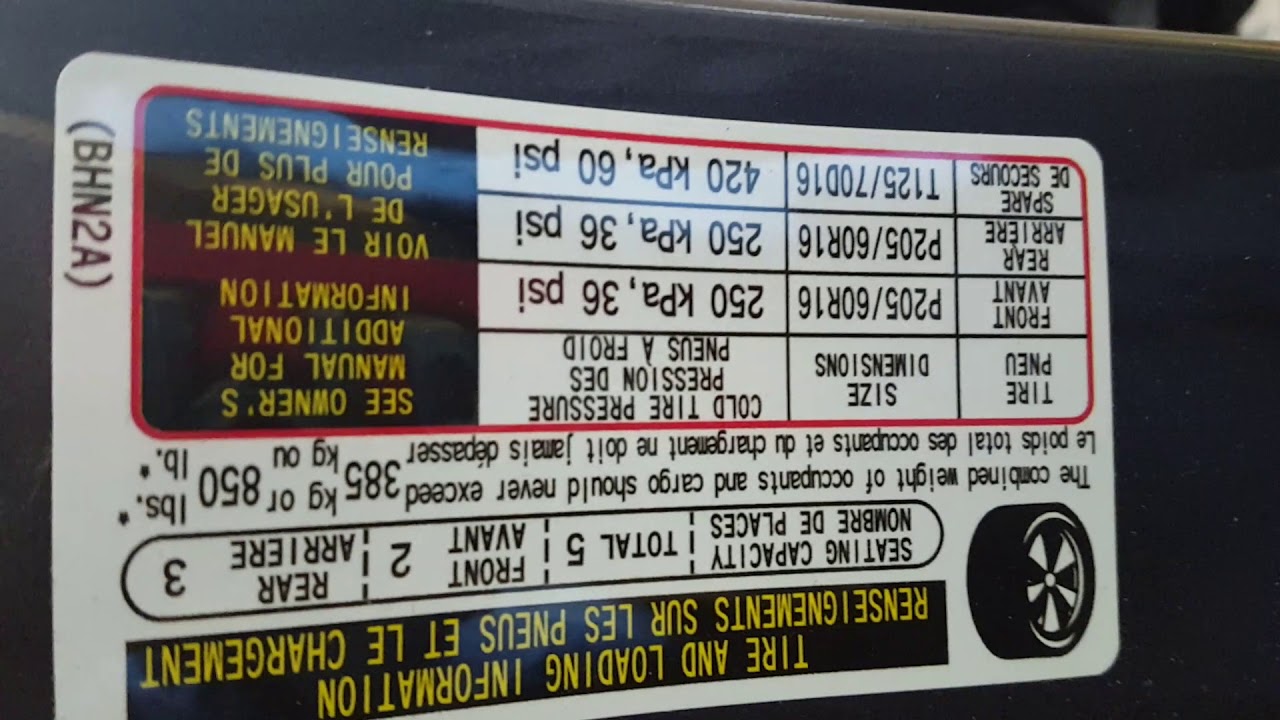 TIRE AND LOADING INFORMATION
RENSEIGNEMENTS SUR LES PNEUS ET LE CHARGEMENT
SEATING CAPACITY
NOMBRE DE PLACES
TOTAL 5
FRONT
AVANT
2
REAR
ARRIERE
3
The combined weight of occupants and cargo should never exceed 385 kg or 850 lbs. *
Le poids total des occupants et du chargement ne doit jamais dépasser 385 kg ou 850 lb. *
TIRE
PNEU
SIZE
DIMENSIONS
COLD TIRE PRESSURE
PRESSION DES
PNEUS À FROID
FRONT
AVANT
P205/60R16
250 kPa, 36 psi
REAR
ARRIERE
P205/60R16
250 kPa, 36 psi
SPARE
DE SECOURS
T125/70D16
420 kPa, 60 psi
SEE OWNER'S
MANUAL FOR
ADDITIONAL
INFORMATION
VOIR LE MANUEL
DE L'USAGER
POUR PLUS DE
RENSEIGNEMENTS
(BHN2A)